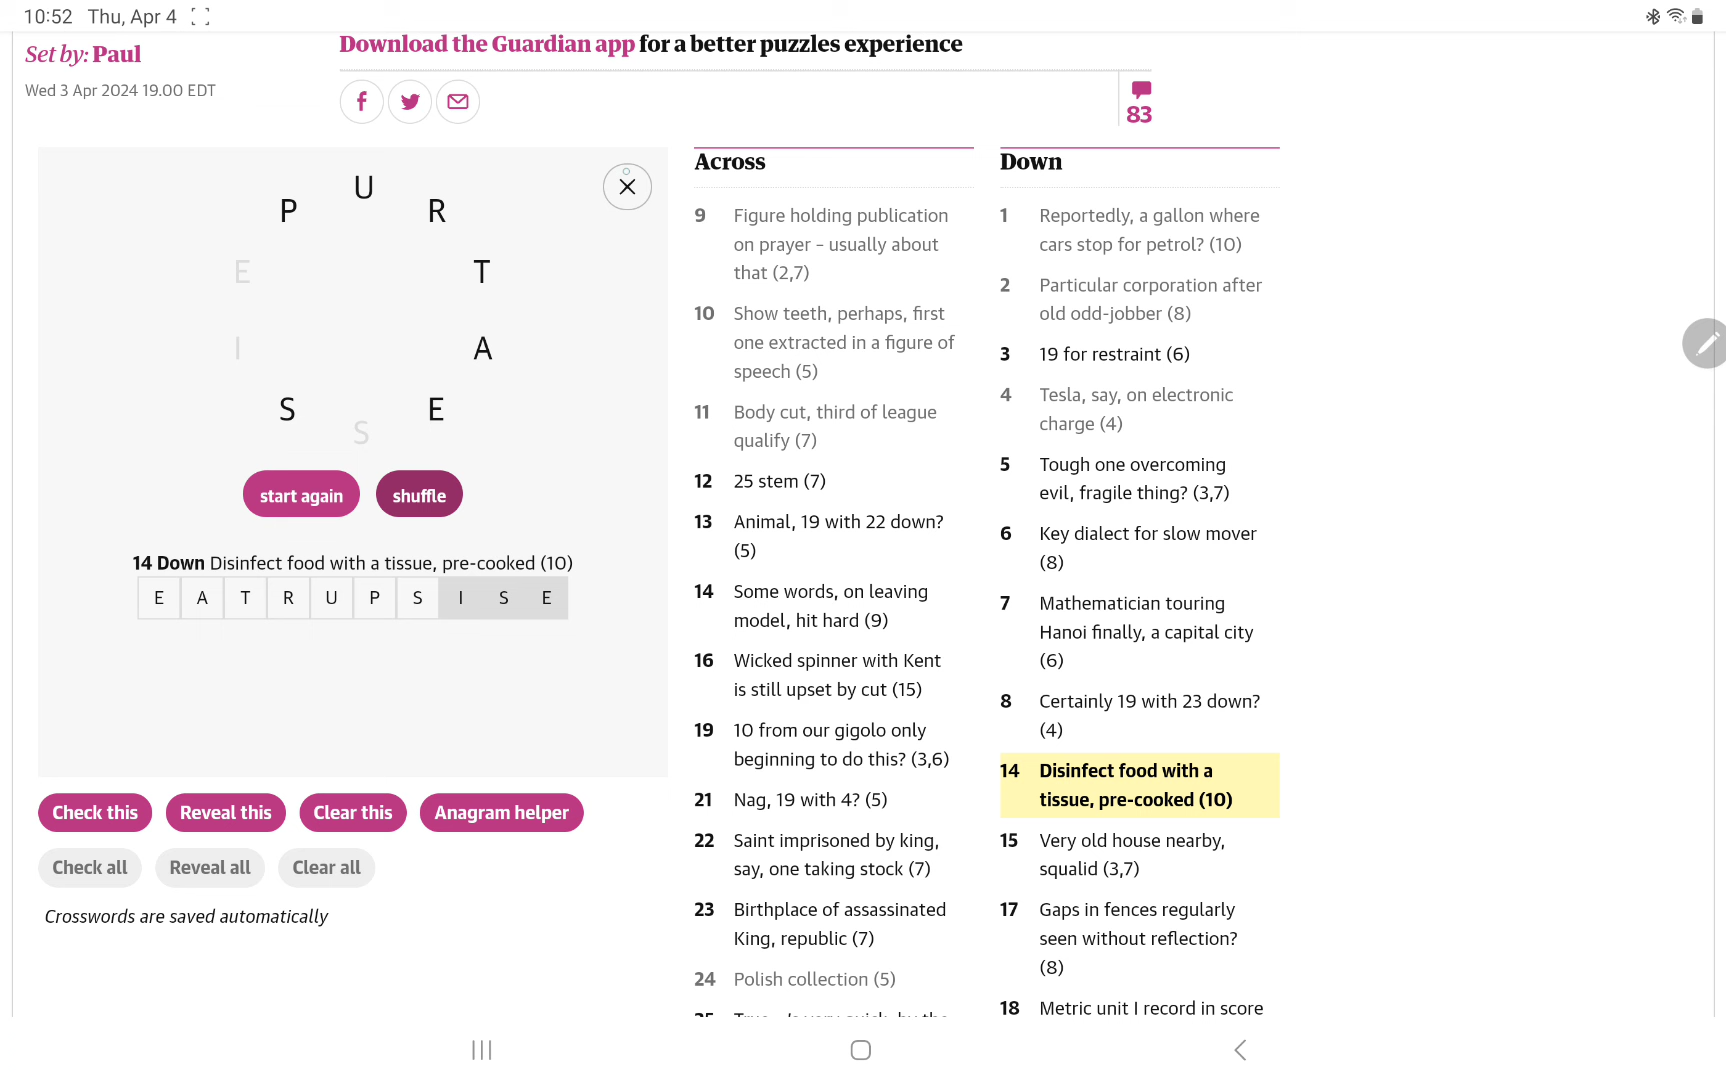 10:52 Thu, Apr 4
Set by: Paul
Wed 3 Apr 2024 19.00 EDT
Download the Guardian app for a better puzzles experience
83
U
P
R
E
T
I
A
S
E
S
start again
shuffle
14 Down Disinfect food with a tissue, pre-cooked (10)
E A T R U P S I S E
Check this
Reveal this
Clear this
Anagram helper
Check all
Reveal all
Clear all
Crosswords are saved automatically
Across
9 Figure holding publication
on prayer – usually about
that (2,7)
10 Show teeth, perhaps, first
one extracted in a figure of
speech (5)
11 Body cut, third of league
qualify (7)
12 25 stem (7)
13 Animal, 19 with 22 down?
(5)
14 Some words, on leaving
model, hit hard (9)
16 Wicked spinner with Kent
is still upset by cut (15)
19 10 from our gigolo only
beginning to do this? (3,6)
21 Nag, 19 with 4? (5)
22 Saint imprisoned by king,
say, one taking stock (7)
23 Birthplace of assassinated
King, republic (7)
24 Polish collection (5)
Down
1 Reportedly, a gallon where
cars stop for petrol? (10)
2 Particular corporation after
old odd-jobber (8)
3 19 for restraint (6)
4 Tesla, say, on electronic
charge (4)
5 Tough one overcoming
evil, fragile thing? (3,7)
6 Key dialect for slow mover
(8)
7 Mathematician touring
Hanoi finally, a capital city
(6)
8 Certainly 19 with 23 down?
(4)
14 Disinfect food with a
tissue, pre-cooked (10)
15 Very old house nearby,
squalid (3,7)
17 Gaps in fences regularly
seen without reflection?
(8)
18 Metric unit I record in score